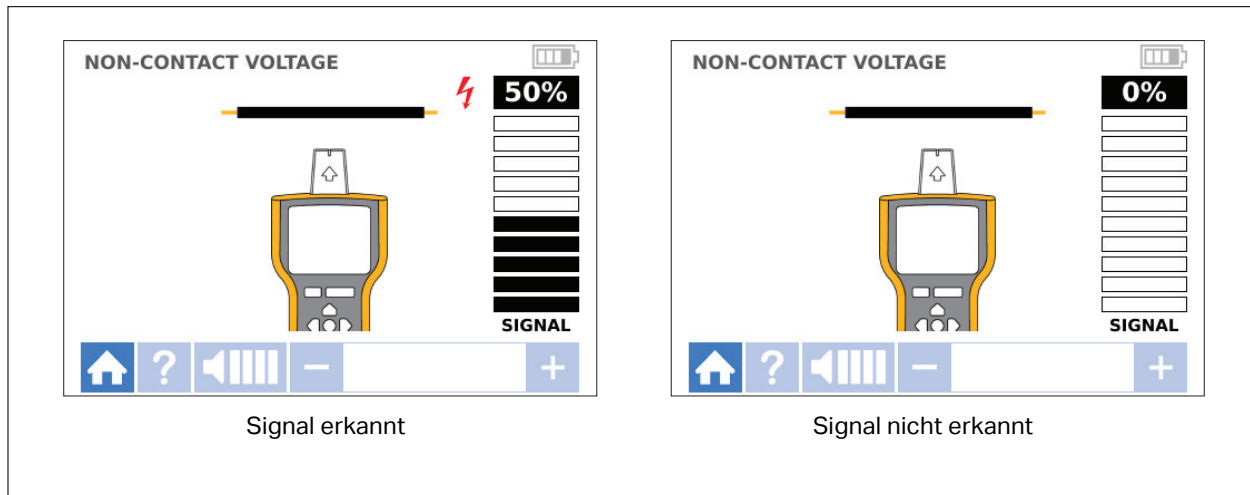 NON-CONTACT VOLTAGE
50%
SIGNAL
?
−
+
Signal erkannt
NON-CONTACT VOLTAGE
0%
SIGNAL
?
−
+
Signal nicht erkannt